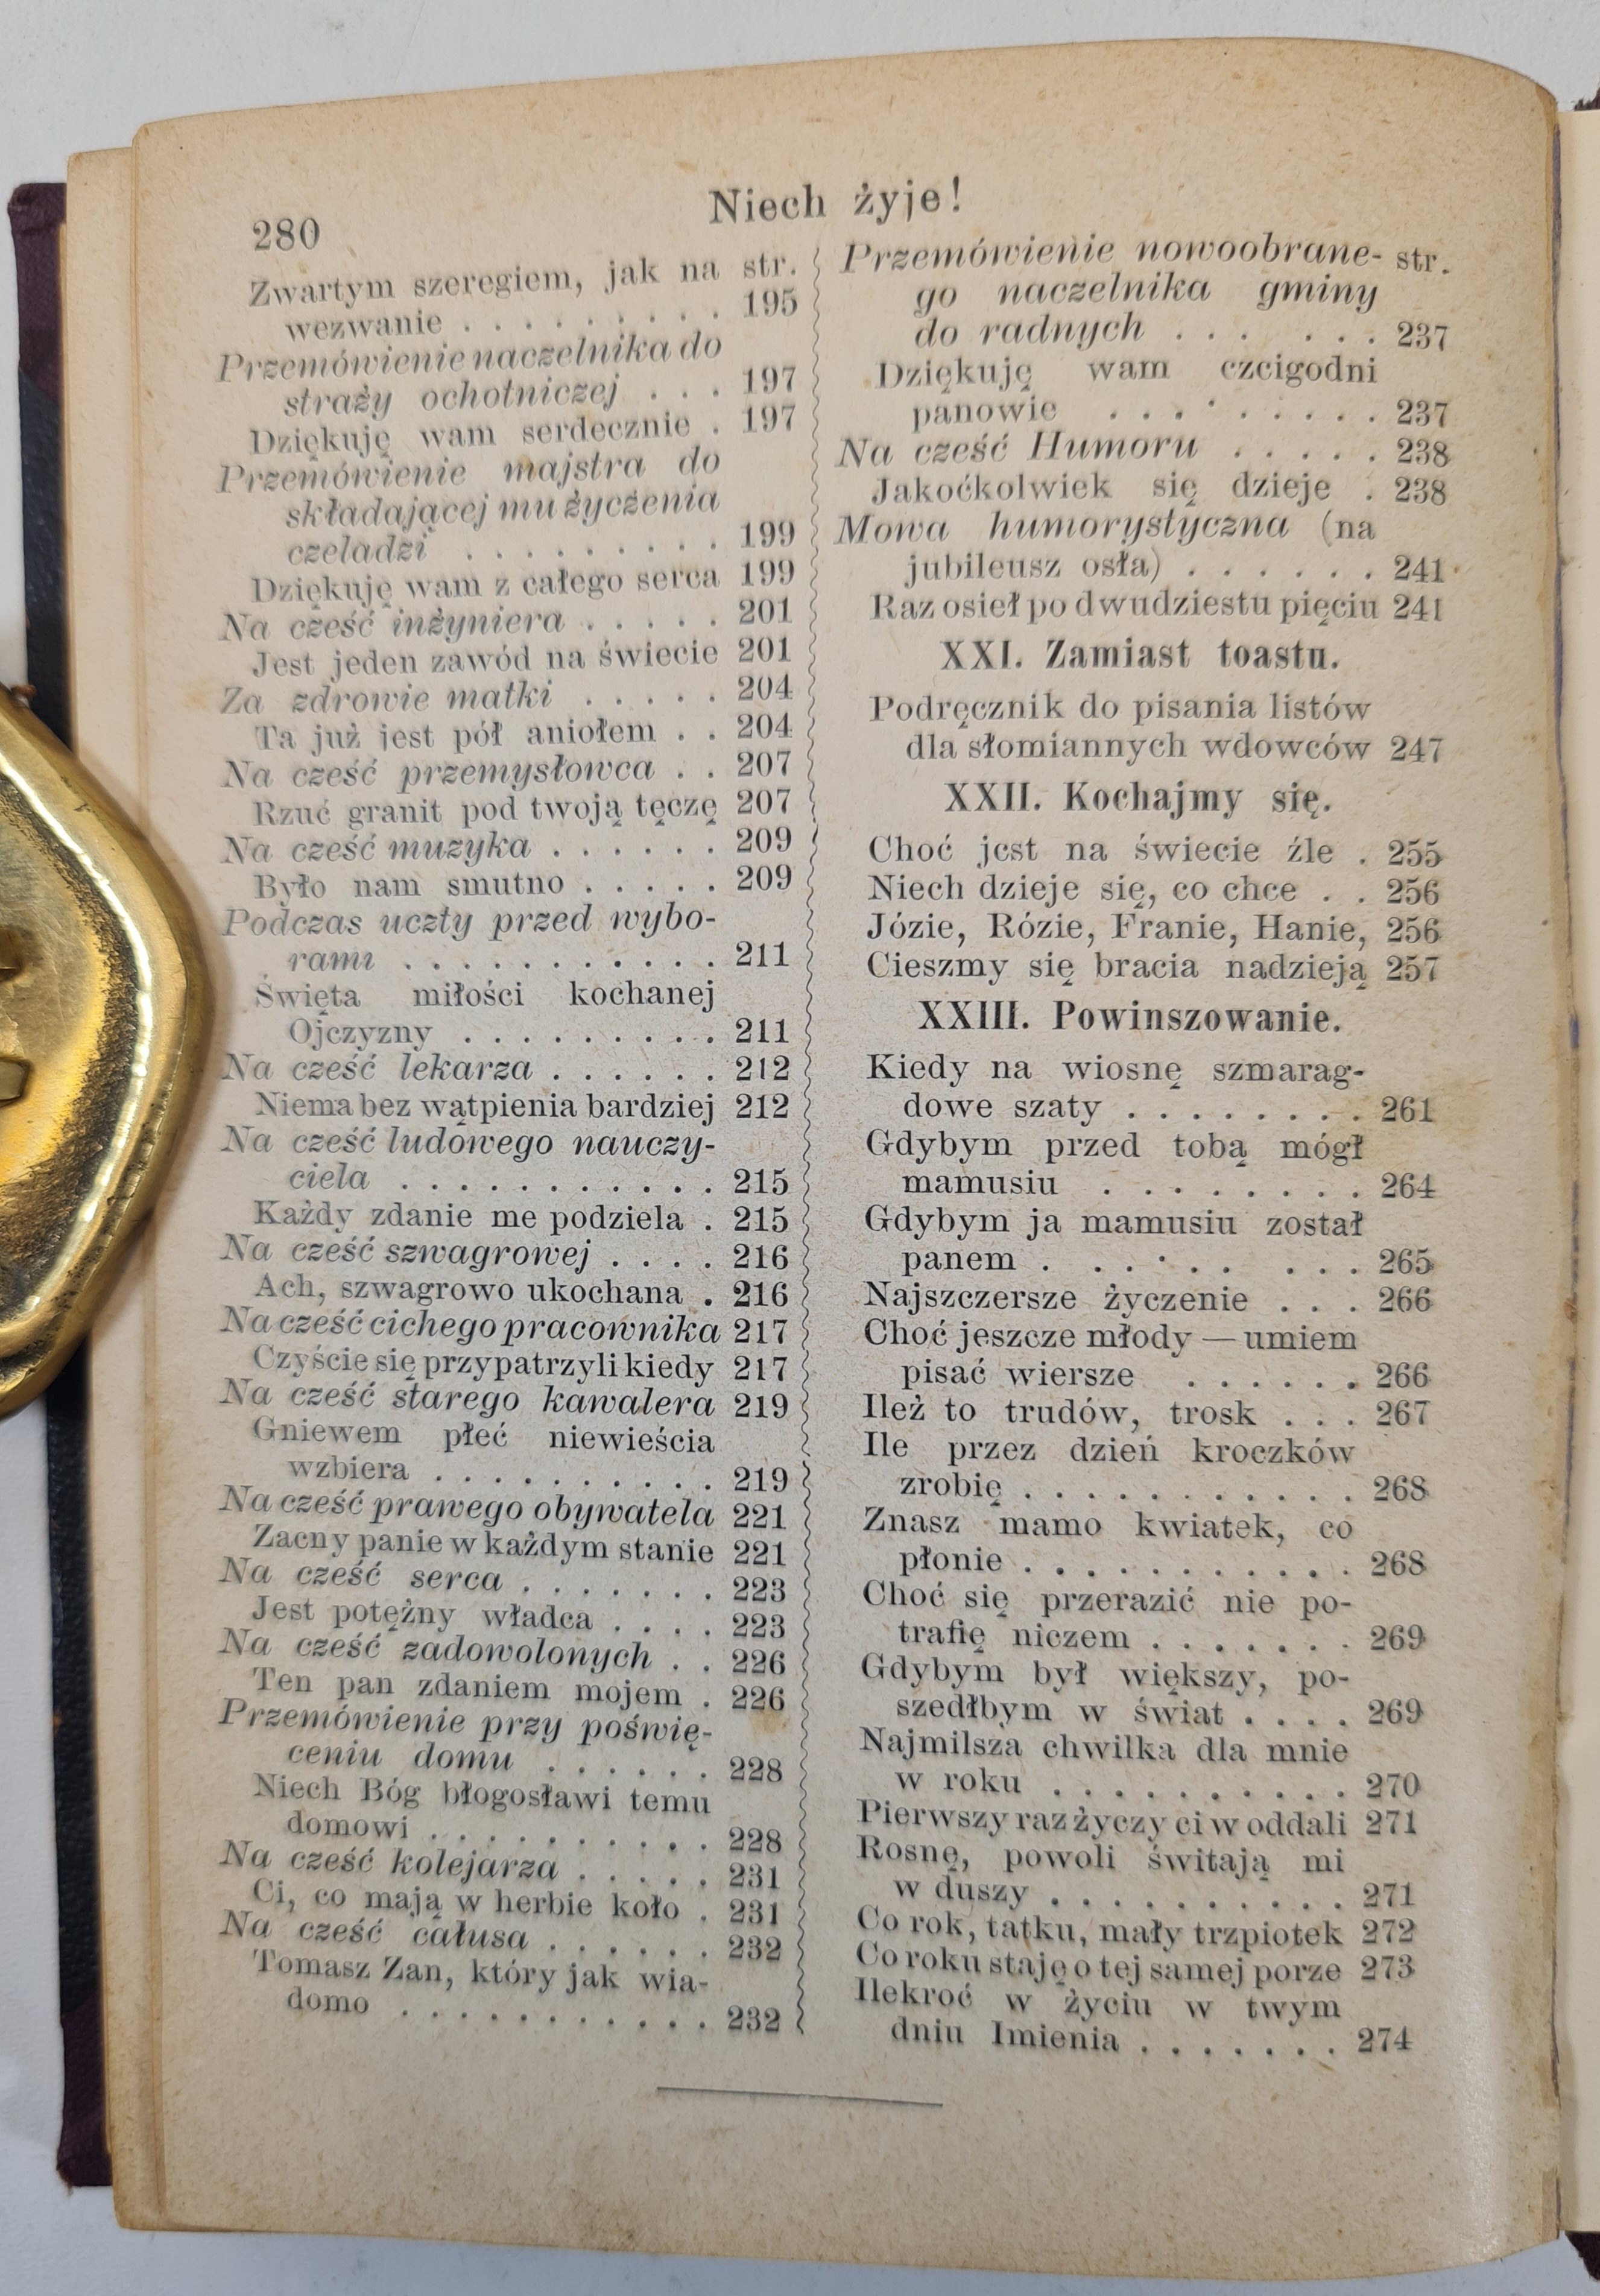 280
Niech żyje!
str.
Zwartym szeregiem, jak na
wezwanie . . . . . . . . . 195
Przemówienie naczelnika do
straży ochotniczej . . . 197
Dziękuję wam serdecznie . 197
Przemówienie majstra do
składającej mu życzenia
czeladzi . . . . . . . . . 199
Dziękuję wam z całego serca 199
Na cześć inżyniera . . . . . 201
Jest jeden zawód na świecie 201
Za zdrowie matki . . . . . 204
Ta już jest pół aniołem . . 204
Na cześć przemysłowca . . 207
Rzuć granit pod twoją tęczę 207
Na cześć muzyka . . . . . . 209
Było nam smutno . . . . . 209
Podczas uczty przed wybo-
rami . . . . . . . . . . . 211
Święta miłości kochanej
Ojczyzny . . . . . . . . . 211
Na cześć lekarza . . . . . . 212
Niema bez wątpienia bardziej 212
Na cześć ludowego nauczy-
ciela . . . . . . . . . . . 215
Każdy zdanie me podziela . 215
Na cześć szwagrowej . . . . 216
Ach, szwagrowo ukochana . 216
Na cześć cichego pracownika 217
Czyście się przypatrzyli kiedy 217
Na cześć starego kawalera 219
Gniewem płeć niewieścia
wzbiera . . . . . . . . . . 219
Na cześć prawego obywatela 221
Zacny panie w każdym stanie 221
Na cześć serca . . . . . . . 223
Jest potężny władca . . . . 223
Na cześć zadowolonych . . 226
Ten pan zdaniem mojem . 226
Przemówienie przy poświę-
ceniu domu . . . . . . 228
Niech Bóg błogosławi temu
domowi . . . . . . . . . . 228
Na cześć kolejarza . . . . . 231
Ci, co mają w herbie koło . 231
Na cześć całusa . . . . . . 232
Tomasz Zan, który jak wia-
domo . . . . . . . . . . . 232
str.
Przemówienie nowoobrane-
go naczelnika gminy
do radnych . . . . . . 237
Dziękuję wam czcigodni
panowie . . . . . . . . . 237
Na cześć Humoru . . . . . 238
Jakoćkolwiek się dzieje . 238
Mowa humorystyczna (na
jubileusz osła) . . . . . . 241
Raz osieł po dwudziestu pięciu 241
XXI. Zamiast toastu.
Podręcznik do pisania listów
dla słomiannych wdowców 247
XXII. Kochajmy się.
Choć jest na świecie źle . 255
Niech dzieje się, co chce . . 256
Józie, Rózie, Franie, Hanie, 256
Cieszmy się bracia nadzieją 257
XXIII. Powinszowanie.
Kiedy na wiosnę szmarag-
dowe szaty . . . . . . . . 261
Gdybym przed tobą mógł
mamusiu . . . . . . . . 264
Gdybym ja mamusiu został
panem . . . . . . . . . 265
Najszczersze życzenie . . . 266
Choć jeszcze młody — umiem
pisać wiersze . . . . . . 266
Ileż to trudów, trosk . . . 267
Ile przez dzień kroczków
zrobię . . . . . . . . . . . 268
Znasz mamo kwiatek, co
płonie . . . . . . . . . . . 268
Choć się przerazić nie po-
trafię niczem . . . . . . . 269
Gdybym był większy, po-
szedłbym w świat . . . . 269
Najmilsza chwilka dla mnie
w roku . . . . . . . . . . 270
Pierwszy raz życzy ci w oddali 271
Rosnę, powoli świtają mi
w duszy . . . . . . . . . . 271
Co rok, tatku, mały trzpiotek 272
Co roku staję o tej samej porze 273
Ilekroć w życiu w twym
dniu Imienia . . . . . . . 274